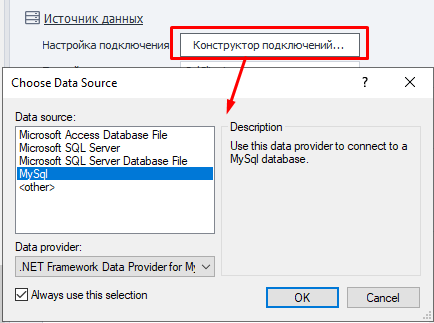 Источник данных
Настройка подключения
Конструктор подключений...
Choose Data Source
?
Data source:
Microsoft Access Database File
Microsoft SQL Server
Microsoft SQL Server Database File
MySql
<other>
Description
Use this data provider to connect to a
MySql database.
Data provider:
.NET Framework Data Provider for My
Always use this selection
OK
Cancel